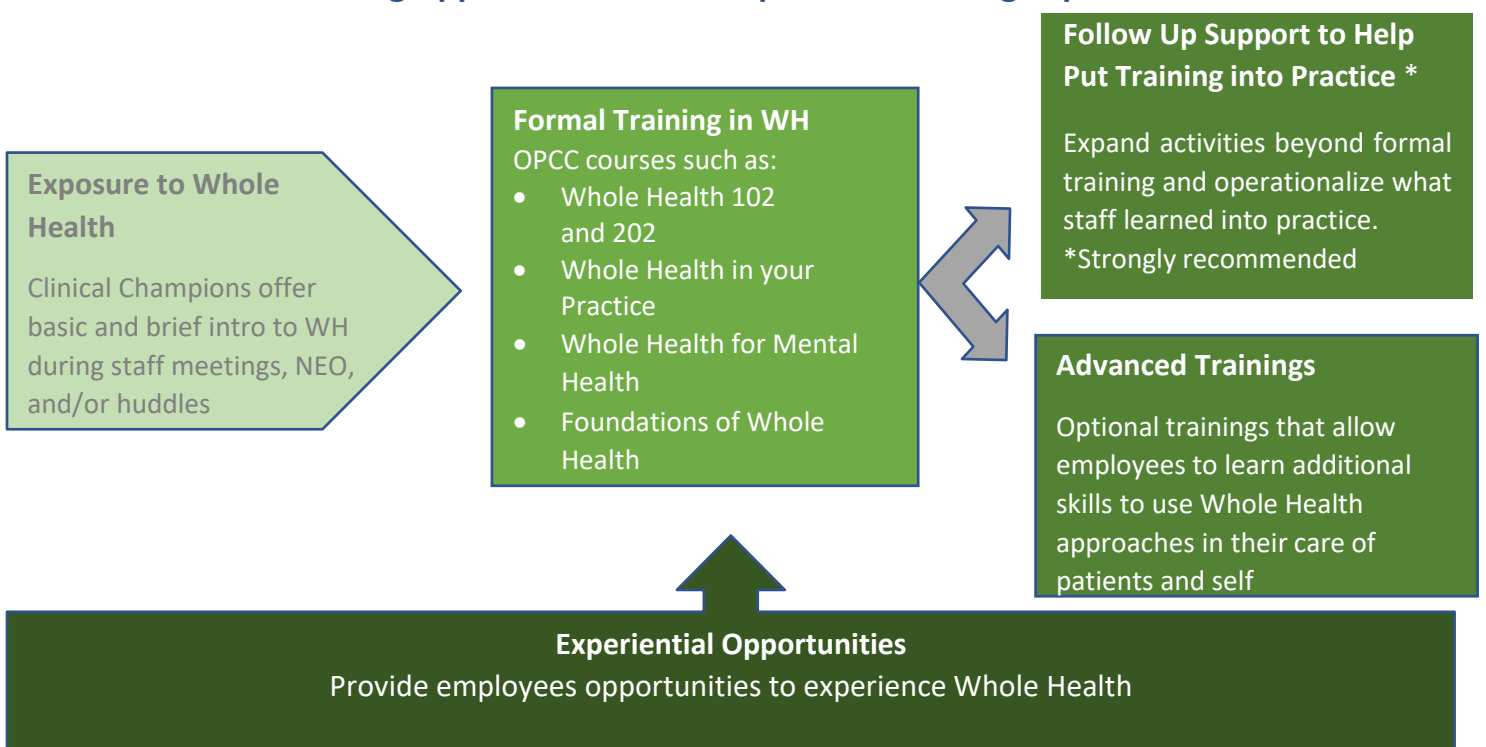 Exposure to Whole
Health
Clinical Champions offer
basic and brief intro to WH
during staff meetings, NEO,
and/or huddles
Formal Training in WH
OPCC courses such as:
• Whole Health 102
and 202
• Whole Health in your
Practice
• Whole Health for Mental
Health
• Foundations of Whole
Health
Follow Up Support to Help
Put Training into Practice *
Expand activities beyond formal
training and operationalize what
staff learned into practice.
*Strongly recommended
Advanced Trainings
Optional trainings that allow
employees to learn additional
skills to use Whole Health
approaches in their care of
patients and self
Experiential Opportunities
Provide employees opportunities to experience Whole Health